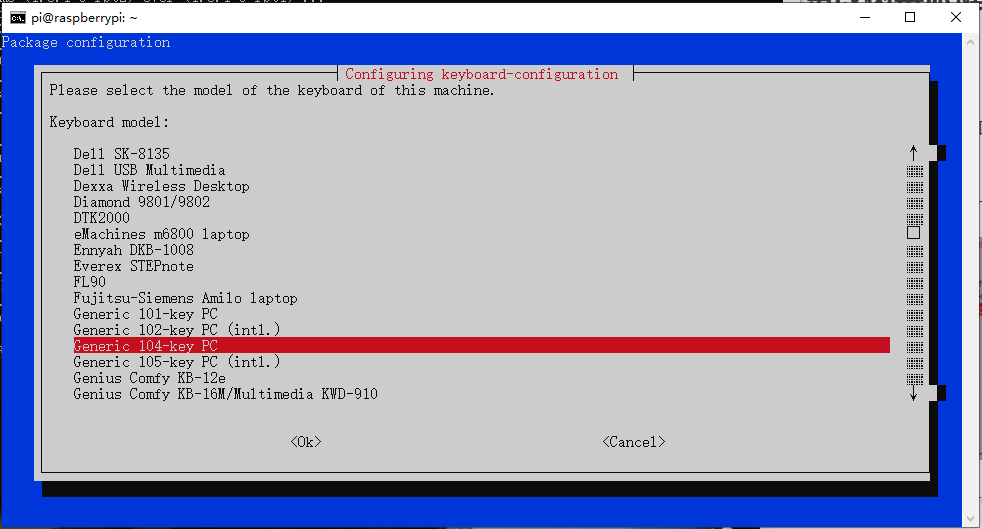 pi@raspberrypi: ~
Package configuration
Configuring keyboard-configuration
Please select the model of the keyboard of this machine.
Keyboard model:
Dell SK-8135
Dell USB Multimedia
Dexxa Wireless Desktop
Diamond 9801/9802
DTK2000
eMachines m6800 laptop
Ennyah DKB-1008
Everex STEPnote
FL90
Fujitsu-Siemens Amilo laptop
Generic 101-key PC
Generic 102-key PC (intl.)
Generic 104-key PC
Generic 105-key PC (intl.)
Genius Comfy KB-12e
Genius Comfy KB-16M/Multimedia KWD-910
<Ok> <Cancel>